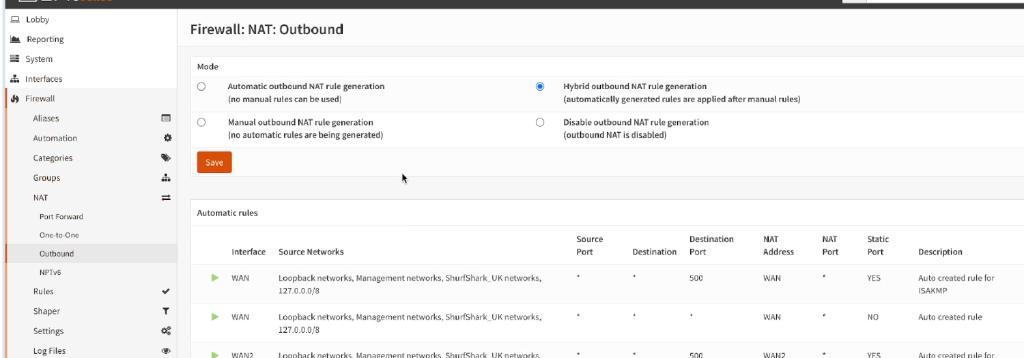 Lobby
Reporting
System
Interfaces
Firewall
Aliases
Automation
Categories
Groups
NAT
Port Forward
One-to-One
Outbound
NPTv6
Rules
Shaper
Settings
Log Files
Firewall: NAT: Outbound
Mode
Automatic outbound NAT rule generation
(no manual rules can be used)
Hybrid outbound NAT rule generation
(automatically generated rules are applied after manual rules)
Manual outbound NAT rule generation
(no automatic rules are being generated)
Disable outbound NAT rule generation
(outbound NAT is disabled)
Save
Automatic rules
Interface Source Networks Source Port Destination Destination Port NAT Address NAT Port Static Port Description
WAN Loopback networks, Management networks, ShurfShark_UK networks, * * 500 WAN * YES Auto created rule for
127.0.0.0/8 ISAKMP
WAN Loopback networks, Management networks, ShurfShark_UK networks, * * * WAN * NO Auto created rule
127.0.0.0/8
WAN2 Loopback networks, Management networks, ShurfShark_UK networks, * * 500 WAN2 * YES Auto created rule for